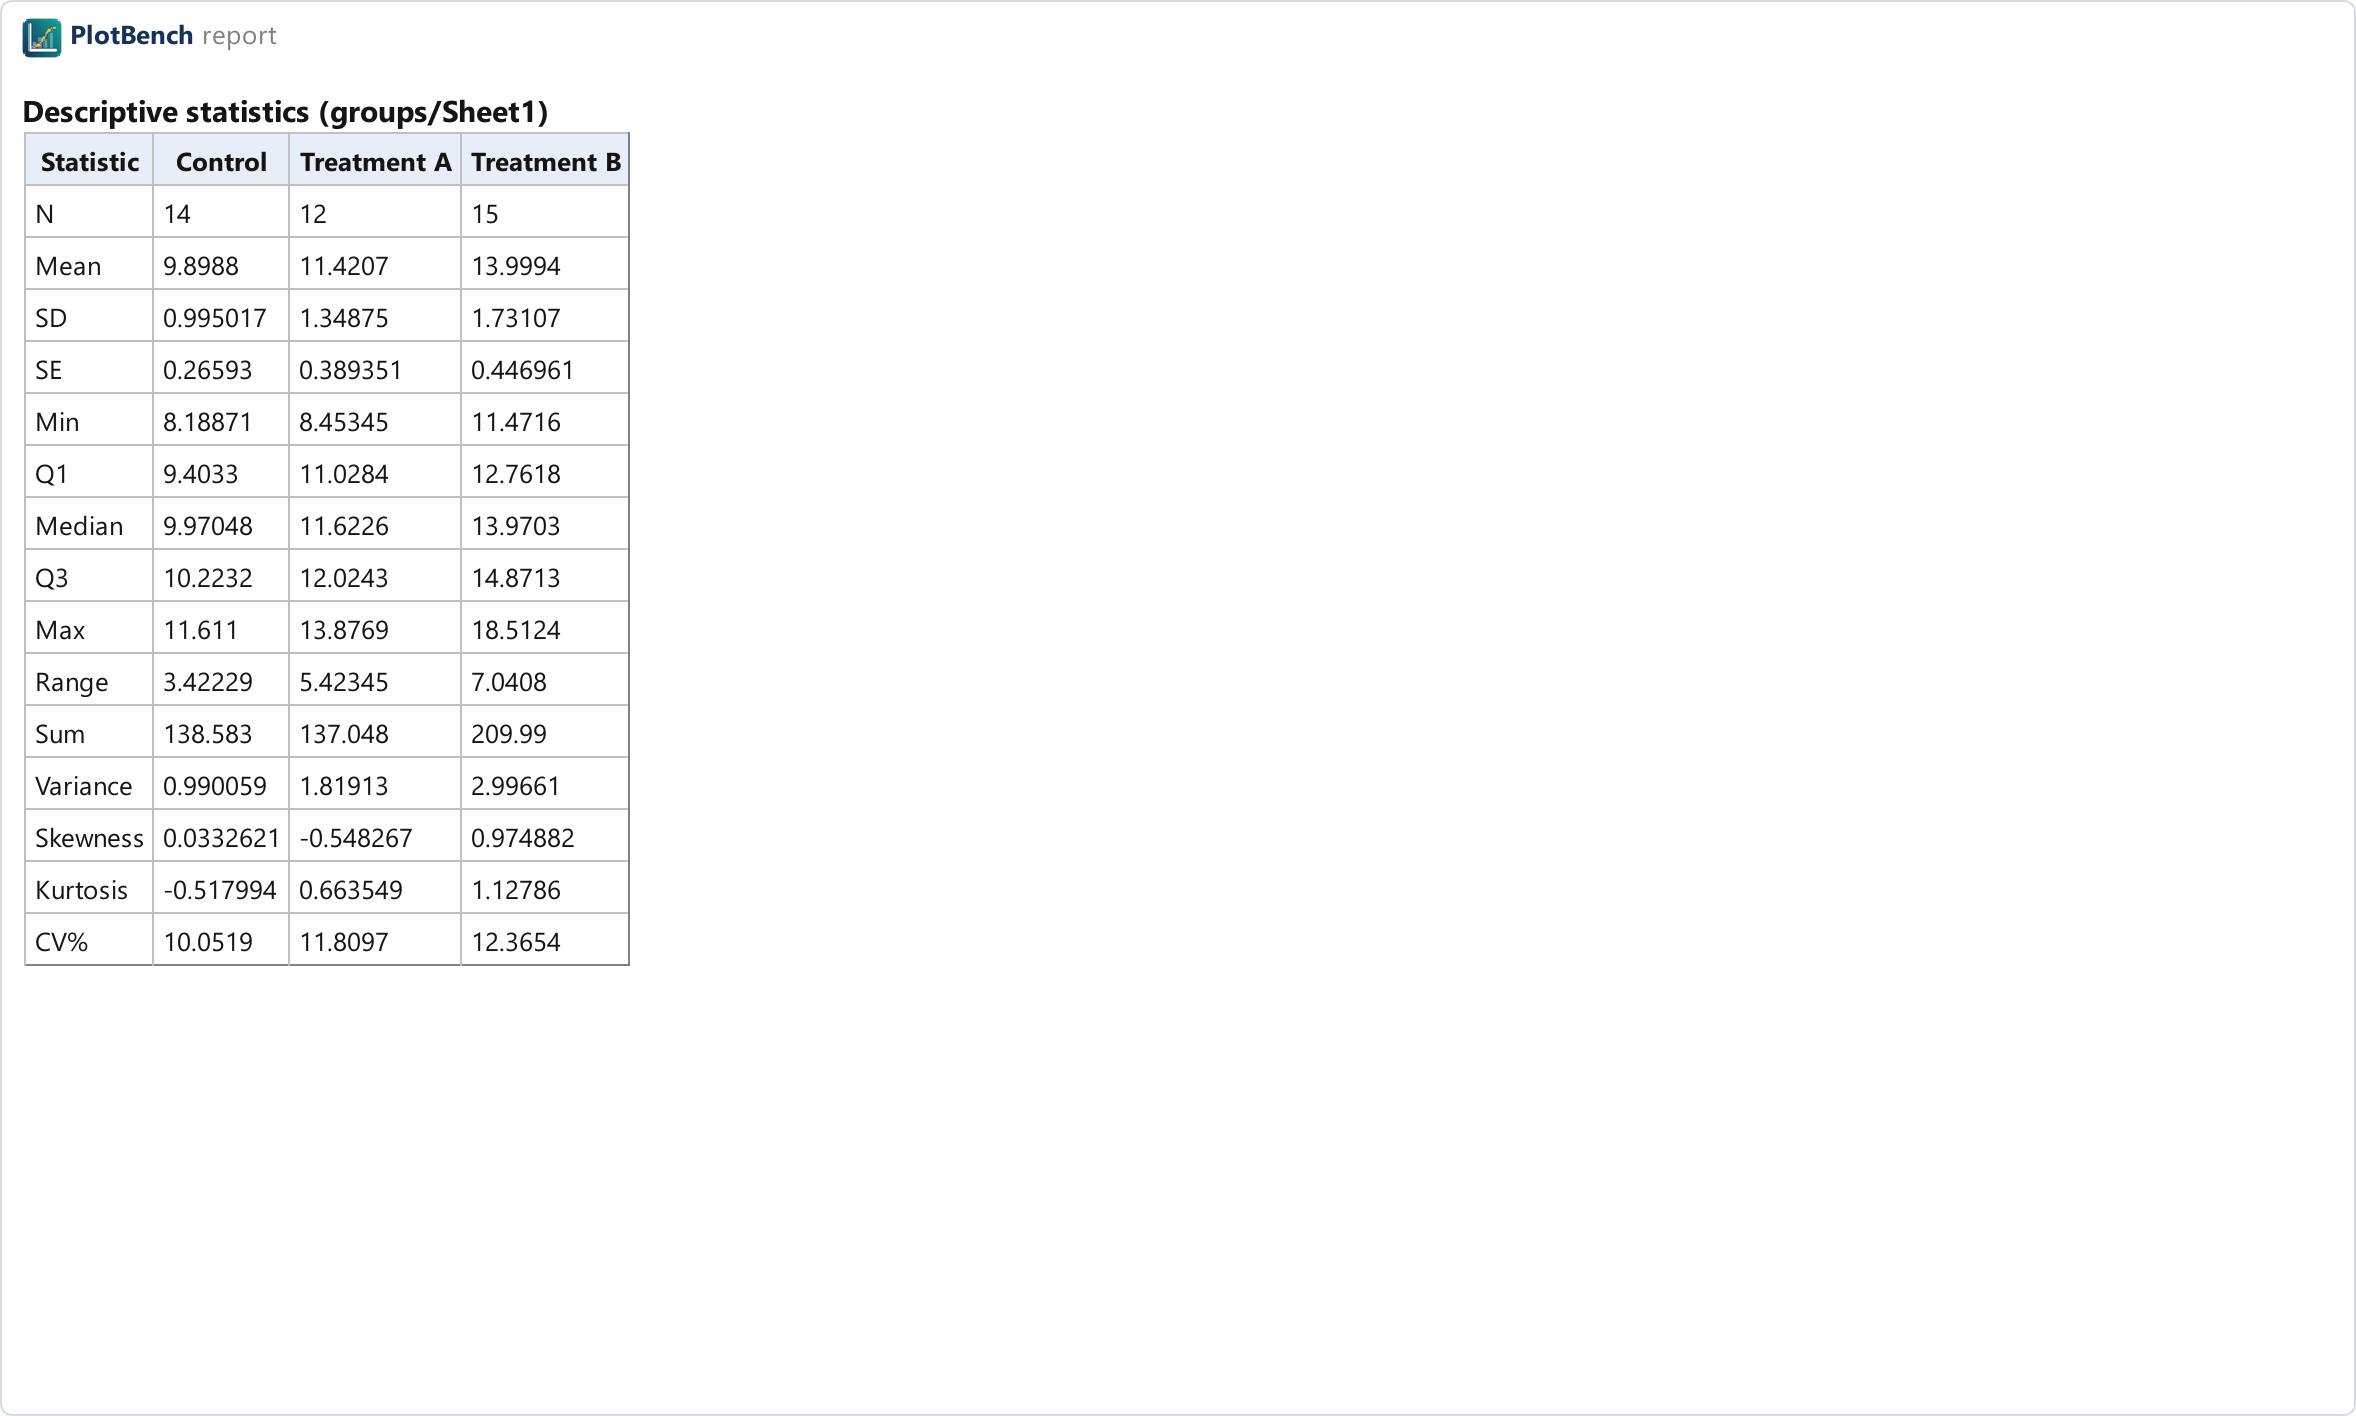 PlotBench report
Descriptive statistics (groups/Sheet1)
Statistic Control Treatment A Treatment B
N 14 12 15
Mean 9.8988 11.4207 13.9994
SD 0.995017 1.34875 1.73107
SE 0.26593 0.389351 0.446961
Min 8.18871 8.45345 11.4716
Q1 9.4033 11.0284 12.7618
Median 9.97048 11.6226 13.9703
Q3 10.2232 12.0243 14.8713
Max 11.611 13.8769 18.5124
Range 3.42229 5.42345 7.0408
Sum 138.583 137.048 209.99
Variance 0.990059 1.81913 2.99661
Skewness 0.0332621 -0.548267 0.974882
Kurtosis -0.517994 0.663549 1.12786
CV% 10.0519 11.8097 12.3654